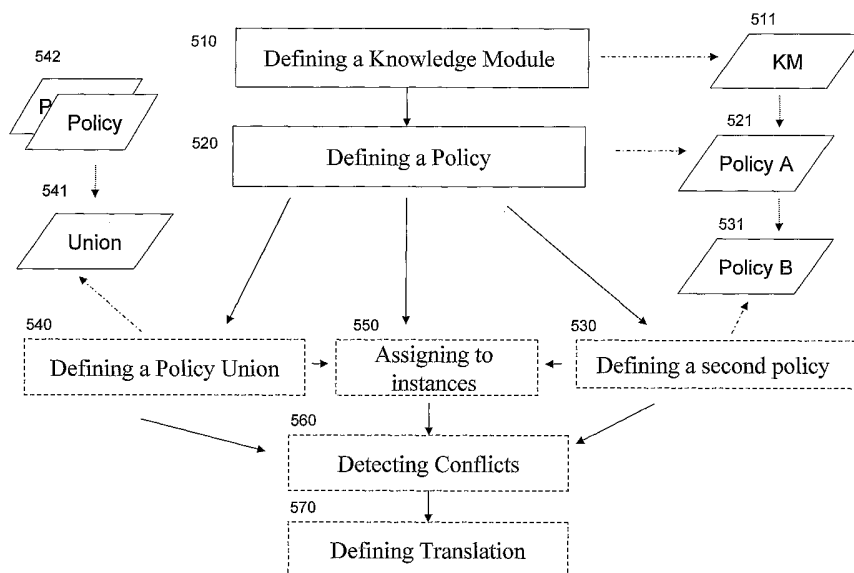 510
Defining a Knowledge Module
511
KM
542
P
Policy
520
Defining a Policy
521
Policy A
541
Union
531
Policy B
540
Defining a Policy Union
550
Assigning to
instances
530
Defining a second policy
560
Detecting Conflicts
570
Defining Translation